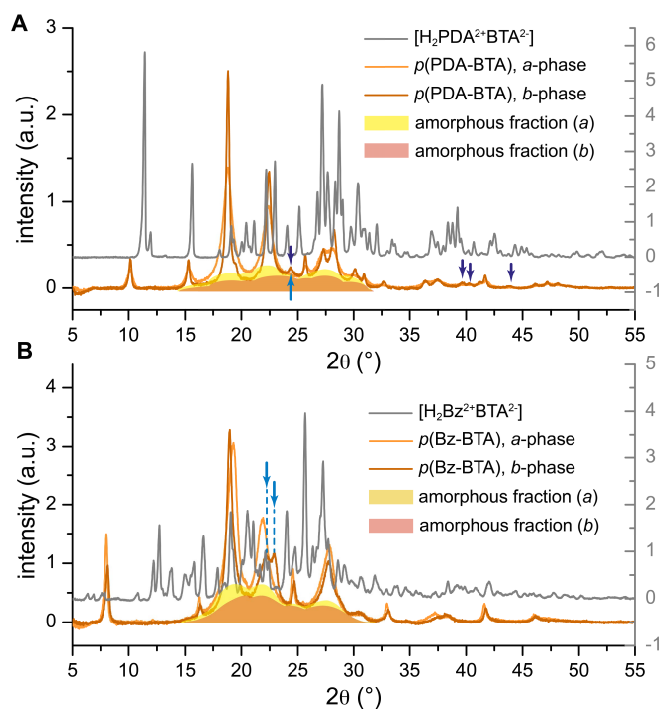 A
[H₂PDA²⁺BTA²⁻]
p(PDA-BTA), a-phase
p(PDA-BTA), b-phase
amorphous fraction (a)
amorphous fraction (b)
intensity (a.u.)
3
2
1
0
6
5
4
3
2
1
0
-1
5 10 15 20 25 30 35 40 45 50 55
2θ (°)
B
[H₂Bz²⁺BTA²⁻]
p(Bz-BTA), a-phase
p(Bz-BTA), b-phase
amorphous fraction (a)
amorphous fraction (b)
intensity (a.u.)
4
3
2
1
0
5
4
3
2
1
0
-1
5 10 15 20 25 30 35 40 45 50 55
2θ (°)